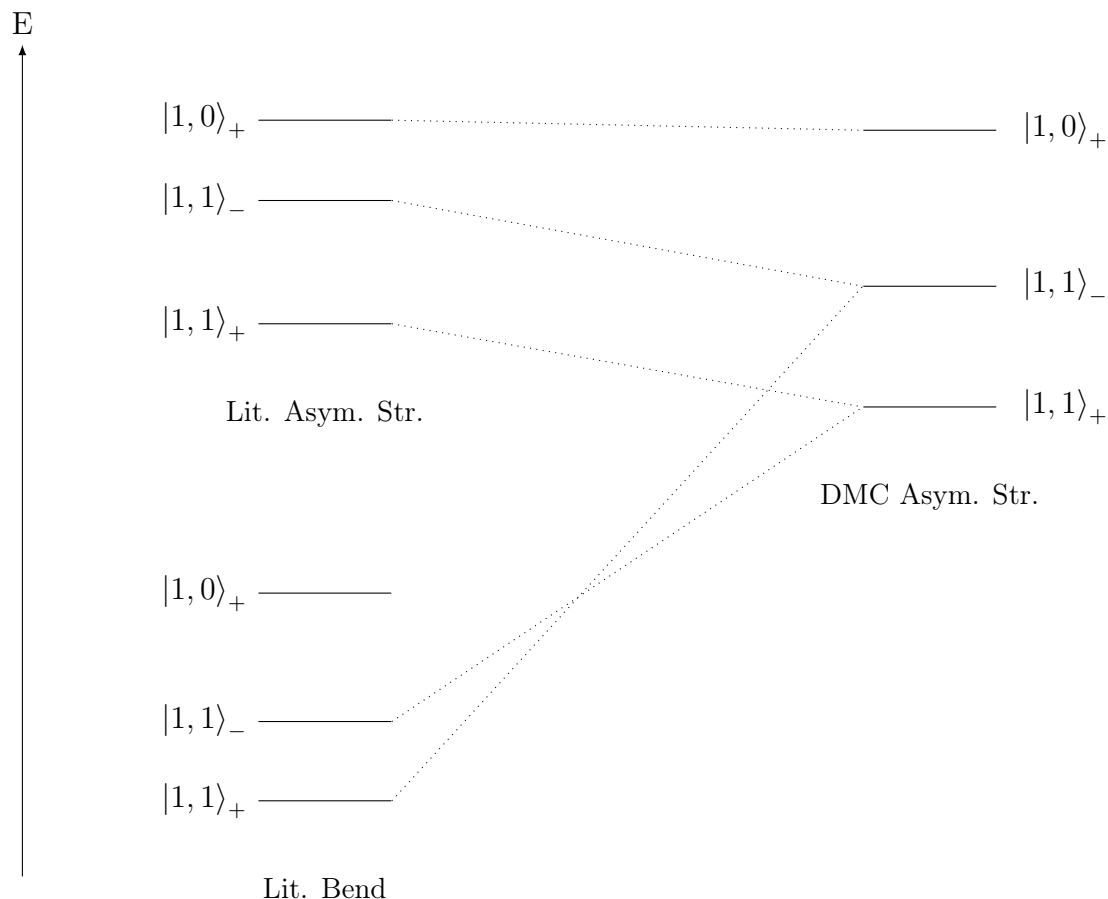 E
|1, 0⟩₊
|1, 0⟩₊
|1, 1⟩₋
|1, 1⟩₋
|1, 1⟩₊
|1, 1⟩₊
Lit. Asym. Str.
DMC Asym. Str.
|1, 0⟩₊
|1, 1⟩₋
|1, 1⟩₊
Lit. Bend